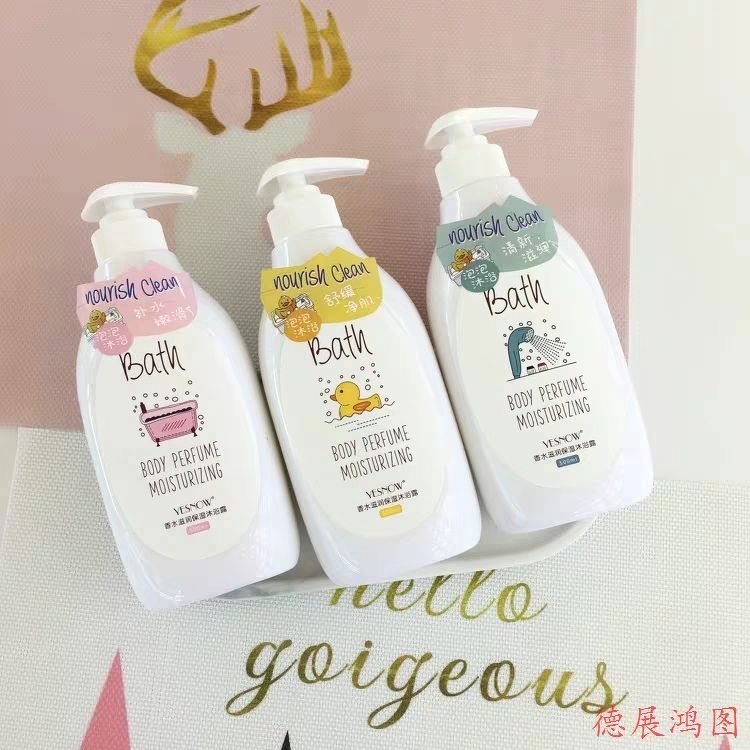 nourish Clean
补水
嫩滑
泡泡
沐浴
Bath
BODY PERFUME
MOISTURIZING
YESNOW®
香水滋润保湿沐浴露
500ml
nourish Clean
舒缓
净肌
泡泡
沐浴
Bath
BODY PERFUME
MOISTURIZING
YESNOW®
香水滋润保湿沐浴露
nourish Clean
清新
滋润
泡泡
沐浴
Bath
BODY PERFUME
MOISTURIZING
YESNOW®
香水滋润保湿沐浴露
500ml
hello
goigeous
德展鸿图